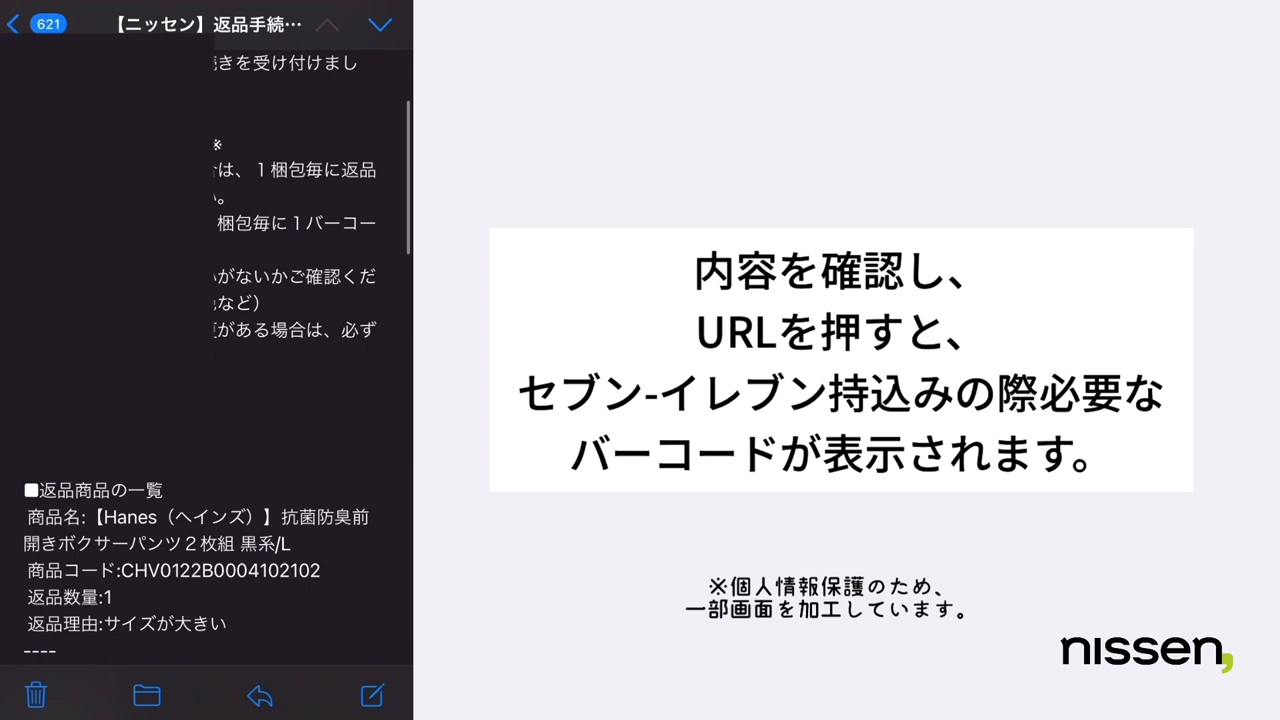 621
【ニッセン】返品手続…
きを受け付けまし
※
は、１梱包毎に返品
。
梱包毎に１バーコー
がないかご確認くだ
など）
がある場合は、必ず
■返品商品の一覧
商品名:【Hanes（ヘインズ）】抗菌防臭前
開きボクサーパンツ２枚組 黒系/L
商品コード:CHV0122B0004102102
返品数量:1
返品理由:サイズが大きい
----
内容を確認し、
URLを押すと、
セブン-イレブン持込みの際必要な
バーコードが表示されます。
※個人情報保護のため、
一部画面を加工しています。
nissen,